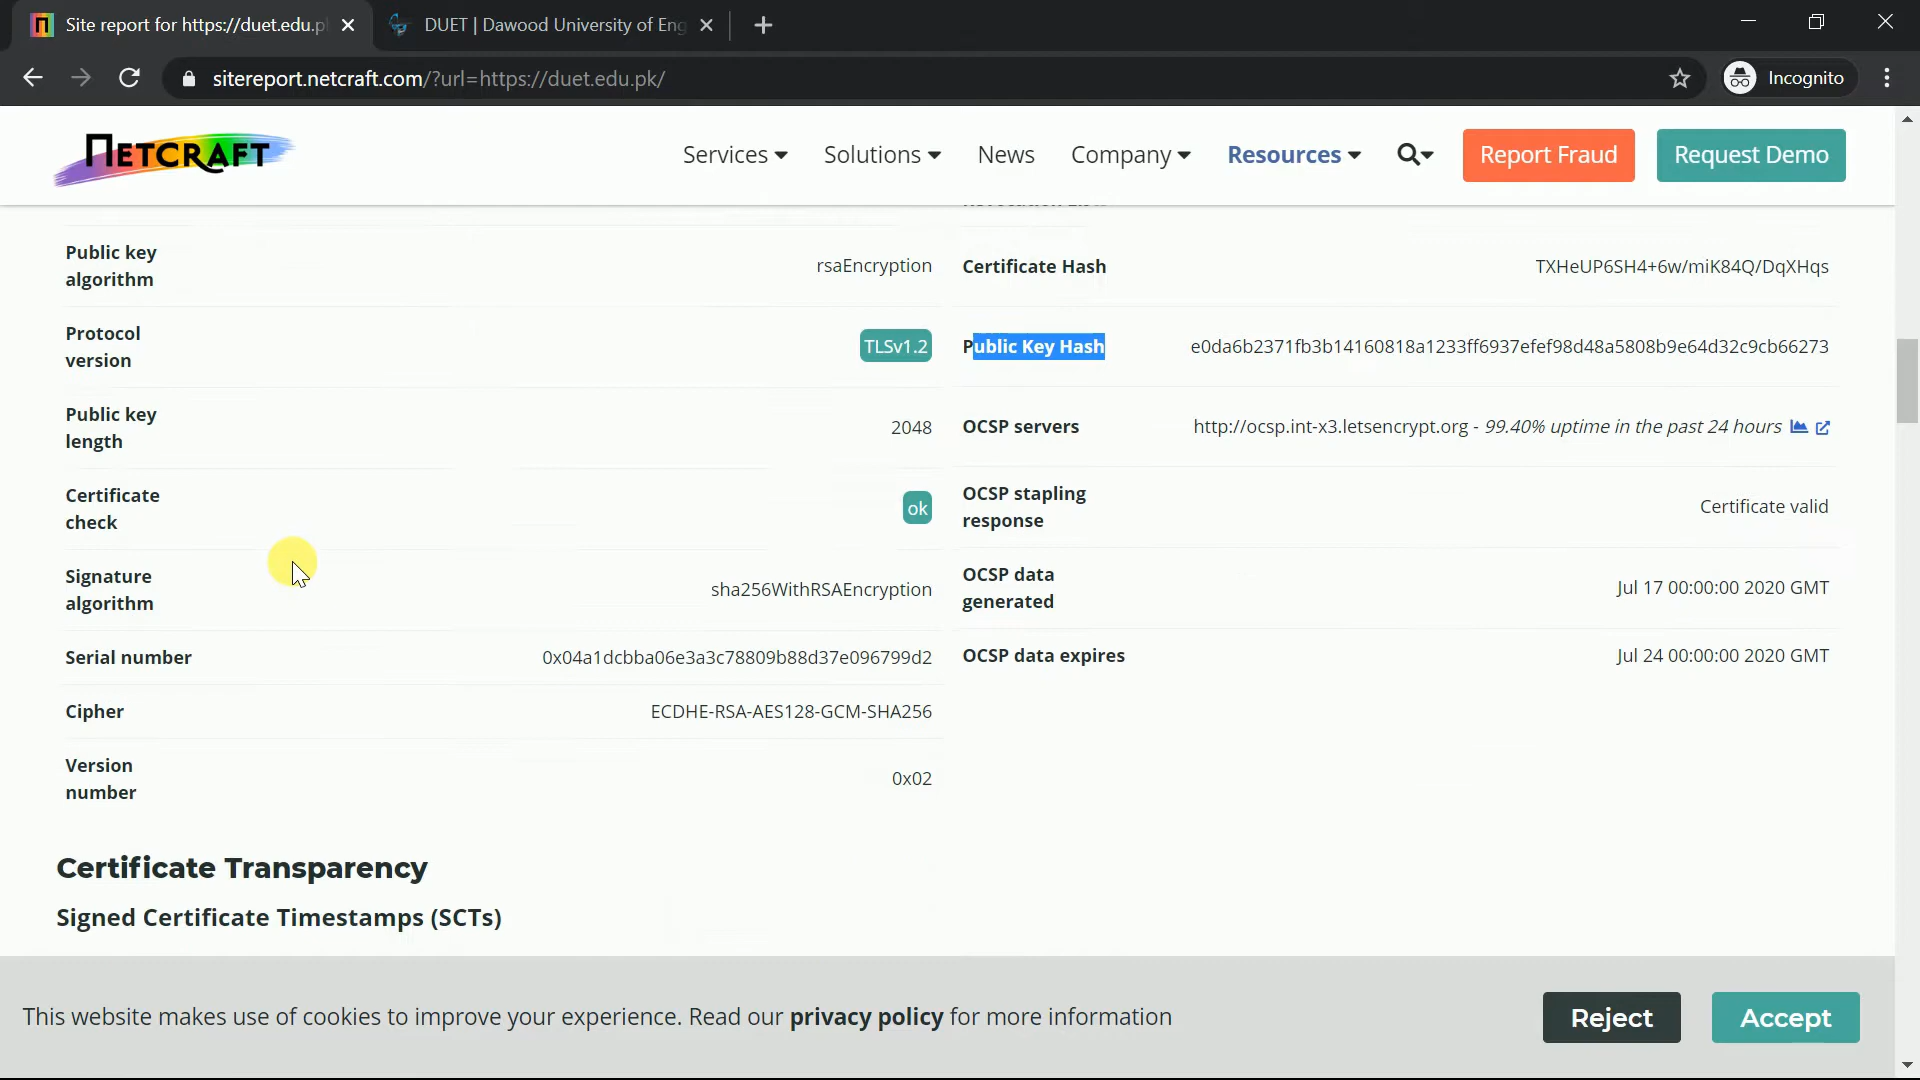 Site report for https://duet.edu.p
DUET | Dawood University of Eng
sitereport.netcraft.com/?url=https://duet.edu.pk/
Incognito
NETCRAFT
Services
Solutions
News
Company
Resources
Report Fraud
Request Demo
Public key
algorithm
rsaEncryption
Protocol
version
TLSv1.2
Public key
length
2048
Certificate
check
ok
Signature
algorithm
sha256WithRSAEncryption
Serial number
0x04a1dcbba06e3a3c78809b88d37e096799d2
Cipher
ECDHE-RSA-AES128-GCM-SHA256
Version
number
0x02
Certificate Hash
TXHeUP6SH4+6w/miK84Q/DqXHqs
Public Key Hash
e0da6b2371fb3b14160818a1233ff6937efef98d48a5808b9e64d32c9cb66273
OCSP servers
http://ocsp.int-x3.letsencrypt.org - 99.40% uptime in the past 24 hours
OCSP stapling
response
Certificate valid
OCSP data
generated
Jul 17 00:00:00 2020 GMT
OCSP data expires
Jul 24 00:00:00 2020 GMT
Certificate Transparency
Signed Certificate Timestamps (SCTs)
This website makes use of cookies to improve your experience. Read our privacy policy for more information
Reject
Accept